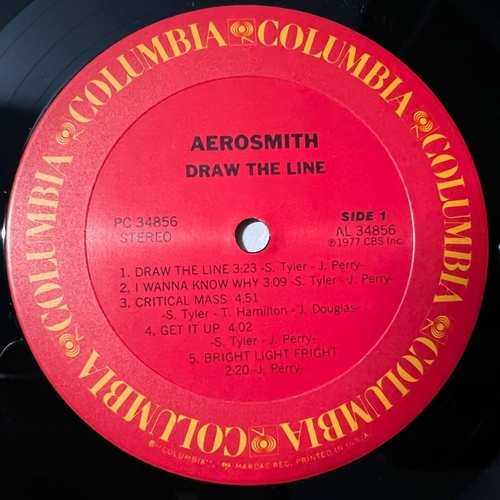 COLUMBIA COLUMBIA COLUMBIA COLUMBIA COLUMBIA COLUMBIA
AEROSMITH
DRAW THE LINE
PC 34856
STEREO
SIDE 1
AL 34856
℗1977 CBS Inc.
1. DRAW THE LINE 3:23 -S. Tyler- J. Perry-
2. I WANNA KNOW WHY 3:09 -S. Tyler - J. Perry-
3. CRITICAL MASS 4:51
-S. Tyler - T. Hamilton - J. Douglas-
4. GET IT UP 4:02
-S. Tyler - J. Perry-
5. BRIGHT LIGHT FRIGHT
2:20 -J. Perry-
"COLUMBIA", MARCAS REG. PRINTED IN U.S.A.